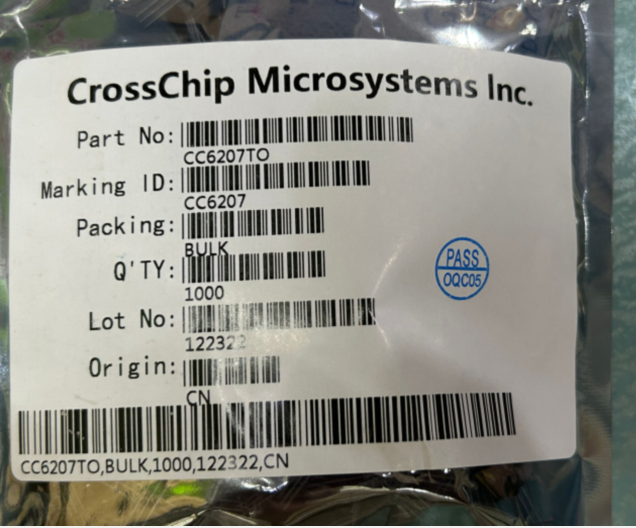 CrossChip Microsystems Inc.
Part No:
CC6207TO
Marking ID:
CC6207
Packing:
BULK
Q'TY:
1000
Lot No:
122322
Origin:
CN
PASS
OQC05
CC6207TO,BULK,1000,122322,CN